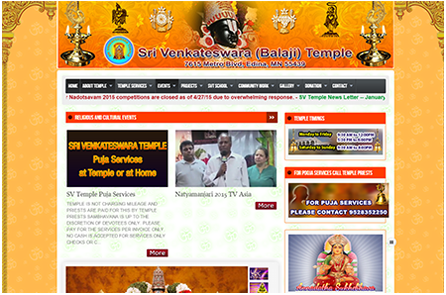 Sri Venkateswara (Balaji) Temple
7615 Metro Blvd, Edina, MN 55439
HOME ABOUT TEMPLE TEMPLE SERVICES EVENTS PROJECTS SVT SCHOOL COMMUNITY WORK GALLERY DONATION CONTACT
Nadotsavam 2015 competitions are closed as of 4/27/15 due to overwhelming response. - SV Temple News Letter -- January
RELIGIOUS AND CULTURAL EVENTS
SRI VENKATESWARA TEMPLE
Puja Services
at Temple or at Home
SV Temple Puja Services
TEMPLE IS NOT CHARGING MILEAGE AND
PRIESTS ARE PAID FOR THIS BY TEMPLE
PRIESTS SAMBHAVANA IS UP TO THE
DISCRETION OF DEVOTEES ONLY PLEASE
PAY FOR THE SERVICES PER INVOICE ONLY
NO CASH IS ACCEPTED FOR SERVICES ONLY
CHECKS OR C.
More
Natyamanjari 2015 TV Asia
More
TEMPLE TIMINGS
Monday to Friday
Saturday to Sunday
FOR POOJA SERVICES CALL TEMPLE PRIESTS
FOR PUJA SERVICES
PLEASE CONTACT 9528352250